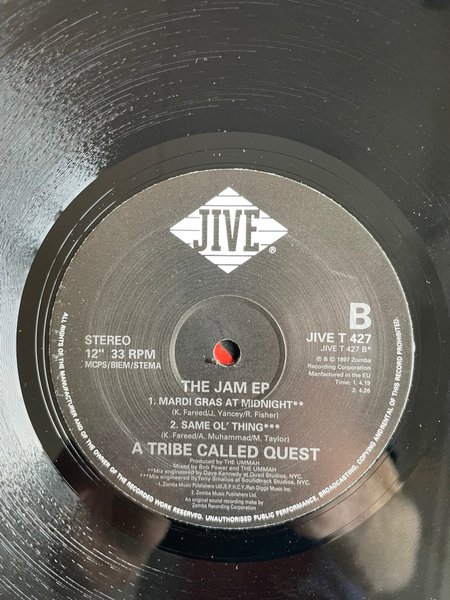 JIVE
®
B
STEREO
12" 33 RPM
MCPS/BIEM/STEMA
JIVE T 427
JIVE T 427 B*
℗ & © 1997 Zomba
Recording Corporation
Manfactured in the EU
Time: 1. 4.19
2. 4.26
THE JAM EP
1. MARDI GRAS AT MIDNIGHT**
(K. Fareed/J, Yancey/R. Fisher)
2. SAME OL' THING***
(K. Fareed/A. Muhammad/M. Taylor)
A TRIBE CALLED QUEST
Produced by THE UMMAH
Mixed by Bob Power and THE UMMAH
**Mix engineered by Dave Kennedy at Quad Studios, NYC.
***Mix engineered by Tony Smalios at Soundtrack Studios, NYC.
1. Zomba Music Publishers Ltd./E.P.H.C.Y./Rah Digga Music Inc.
2. Zomba Music Publishers Ltd.
An original sound recording made by
Zomba Recording Corporation
ALL RIGHTS OF THE MANUFACTURER AND OF THE OWNER OF THE RECORDED WORK RESERVED. UNAUTHORISED PUBLIC PERFORMANCE, BROADCASTING, COPYING AND RENTAL OF THIS RECORD PROHIBITED.